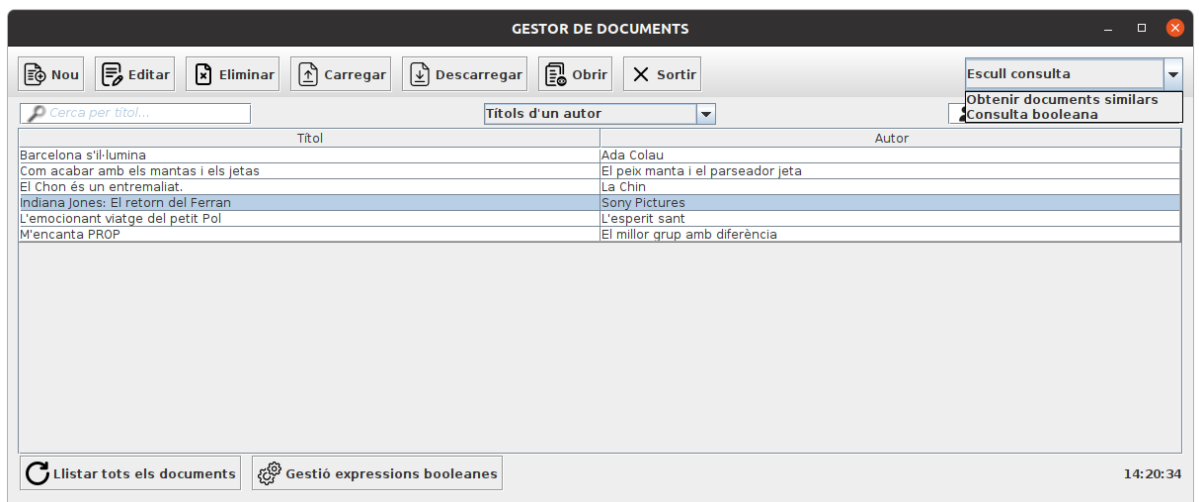 GESTOR DE DOCUMENTS
Nou Editar Eliminar Carregar Descarregar Obrir Sortir Escull consulta
Obtenir documents similars
Consulta booleana
Cerca per títol... Títols d'un autor
Títol Autor
Barcelona s'il·lumina Ada Colau
Com acabar amb els mantas i els jetas El peix manta i el parseador jeta
El Chon és un entremaliat. La Chin
Indiana Jones: El retorn del Ferran Sony Pictures
L'emocionant viatge del petit Pol L'esperit sant
M'encanta PROP El millor grup amb diferència
Llistar tots els documents Gestió expressions booleanes 14:20:34